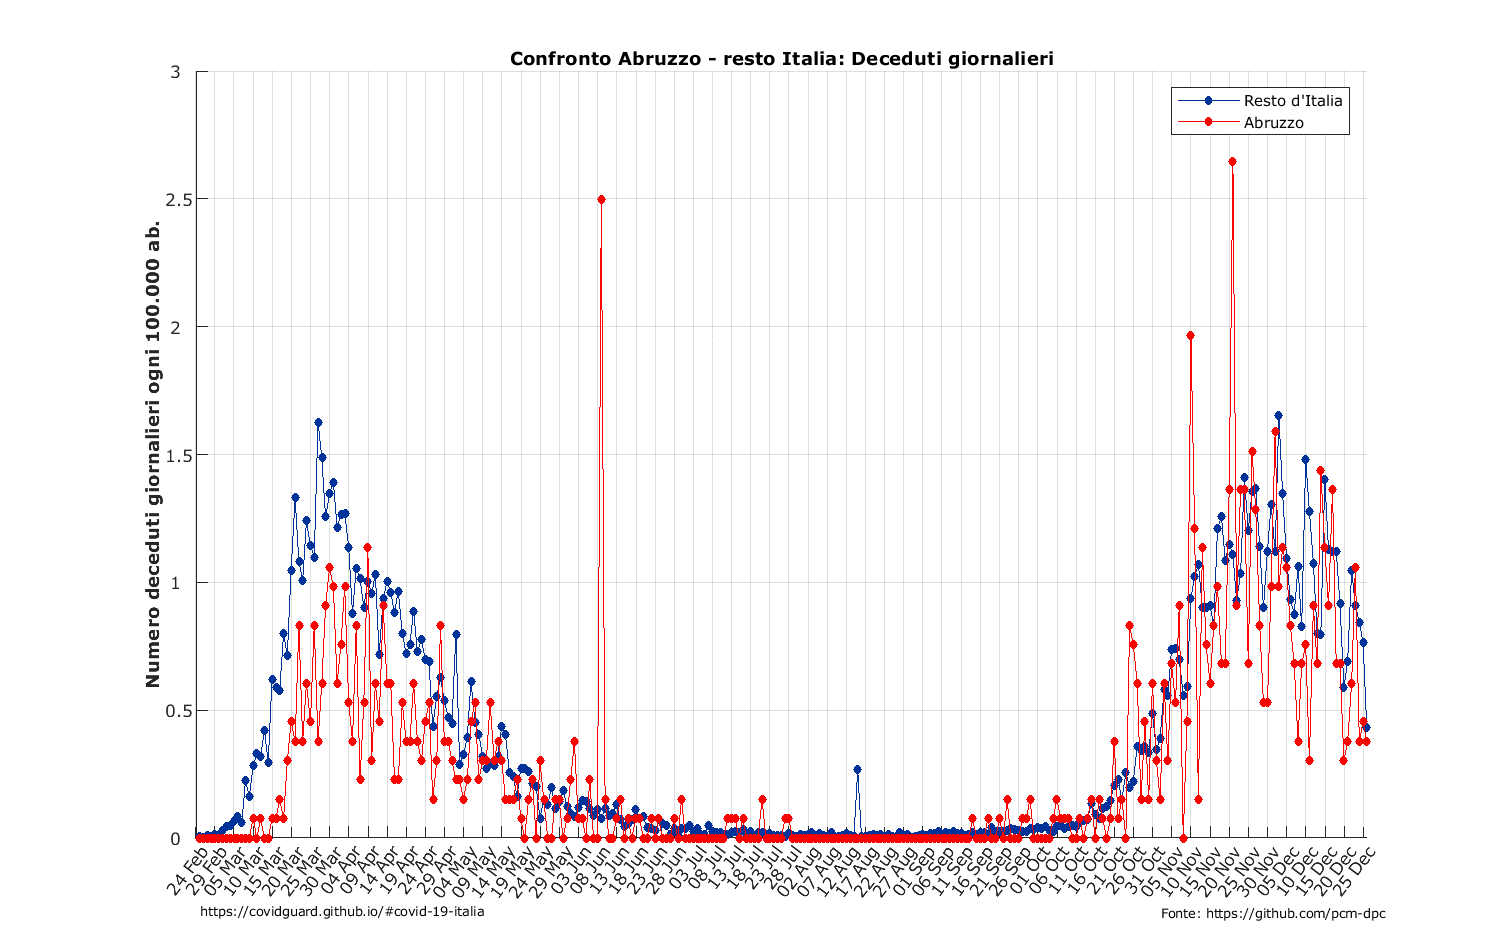 Confronto Abruzzo - resto Italia: Deceduti giornalieri
Resto d'Italia
Abruzzo
Numero deceduti giornalieri ogni 100.000 ab.
3
2.5
2
1.5
1
0.5
0
24 Feb
29 Feb
05 Mar
10 Mar
15 Mar
20 Mar
25 Mar
30 Mar
04 Apr
09 Apr
14 Apr
19 Apr
24 Apr
29 Apr
04 May
09 May
14 May
19 May
24 May
29 May
03 Jun
08 Jun
13 Jun
18 Jun
23 Jun
28 Jun
03 Jul
08 Jul
13 Jul
18 Jul
23 Jul
28 Jul
02 Aug
07 Aug
12 Aug
17 Aug
22 Aug
27 Aug
01 Sep
06 Sep
11 Sep
16 Sep
21 Sep
26 Sep
01 Oct
06 Oct
11 Oct
16 Oct
21 Oct
26 Oct
31 Oct
05 Nov
10 Nov
15 Nov
20 Nov
25 Nov
30 Nov
05 Dec
10 Dec
15 Dec
20 Dec
25 Dec
https://covidguard.github.io/#covid-19-italia
Fonte: https://github.com/pcm-dpc